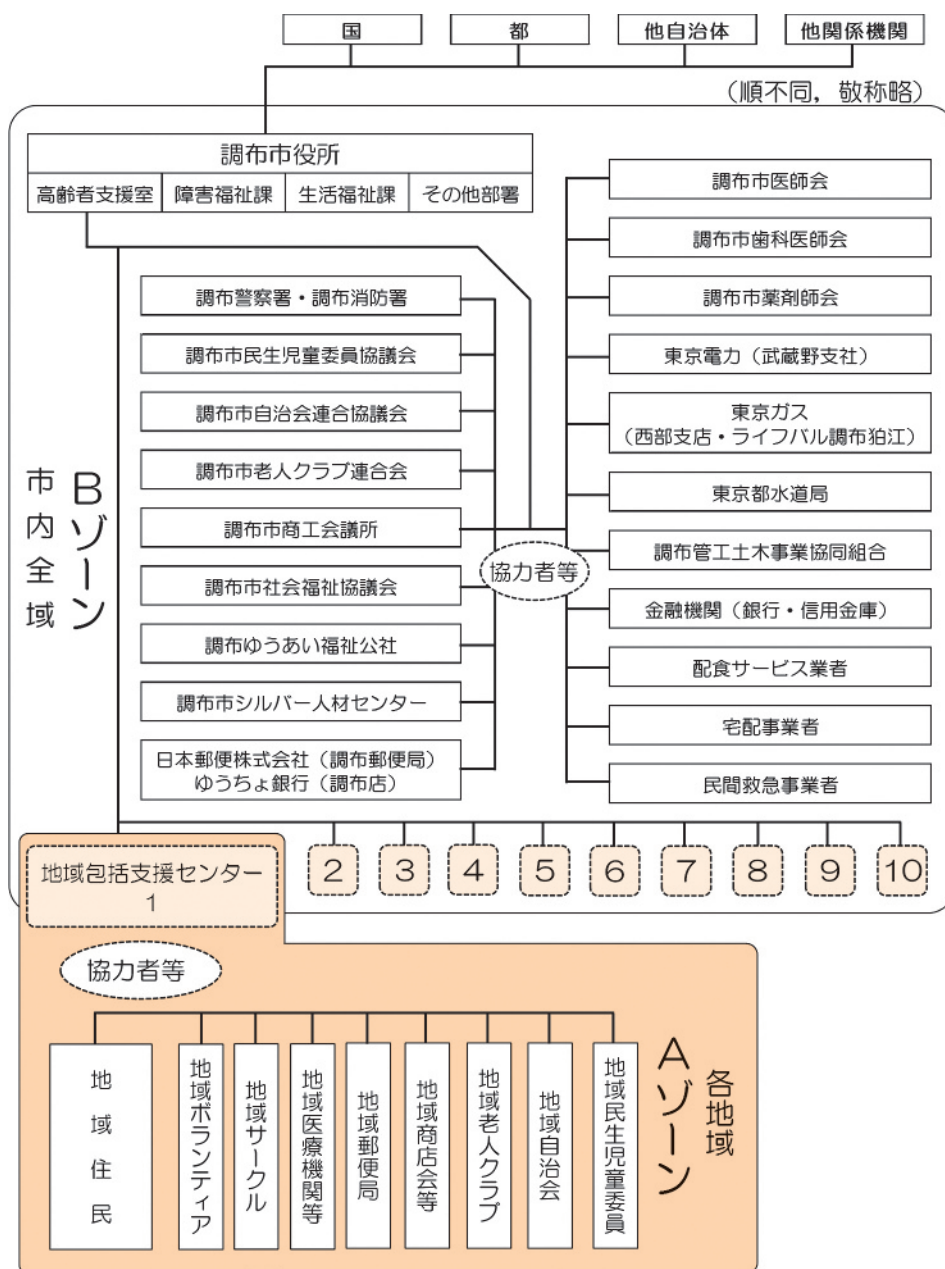 国
都
他自治体
他関係機関
(順不同，敬称略)
調布市役所
高齢者支援室
障害福祉課
生活福祉課
その他部署
調布警察署・調布消防署
調布市民生児童委員協議会
調布市自治会連合協議会
調布市老人クラブ連合会
調布市商工会議所
調布市社会福祉協議会
調布ゆうあい福祉公社
調布市シルバー人材センター
日本郵便株式会社（調布郵便局）
ゆうちょ銀行（調布店）
協力者等
調布市医師会
調布市歯科医師会
調布市薬剤師会
東京電力（武蔵野支社）
東京ガス
（西部支店・ライフバル調布狛江）
東京都水道局
調布管工土木事業協同組合
金融機関（銀行・信用金庫）
配食サービス業者
宅配事業者
民間救急事業者
Bゾーン
市内全域
地域包括支援センター
1
2
3
4
5
6
7
8
9
10
協力者等
地域住民
地域ボランティア
地域サークル
地域医療機関等
地域郵便局
地域商店会等
地域老人クラブ
地域自治会
地域民生児童委員
Aゾーン
各地域